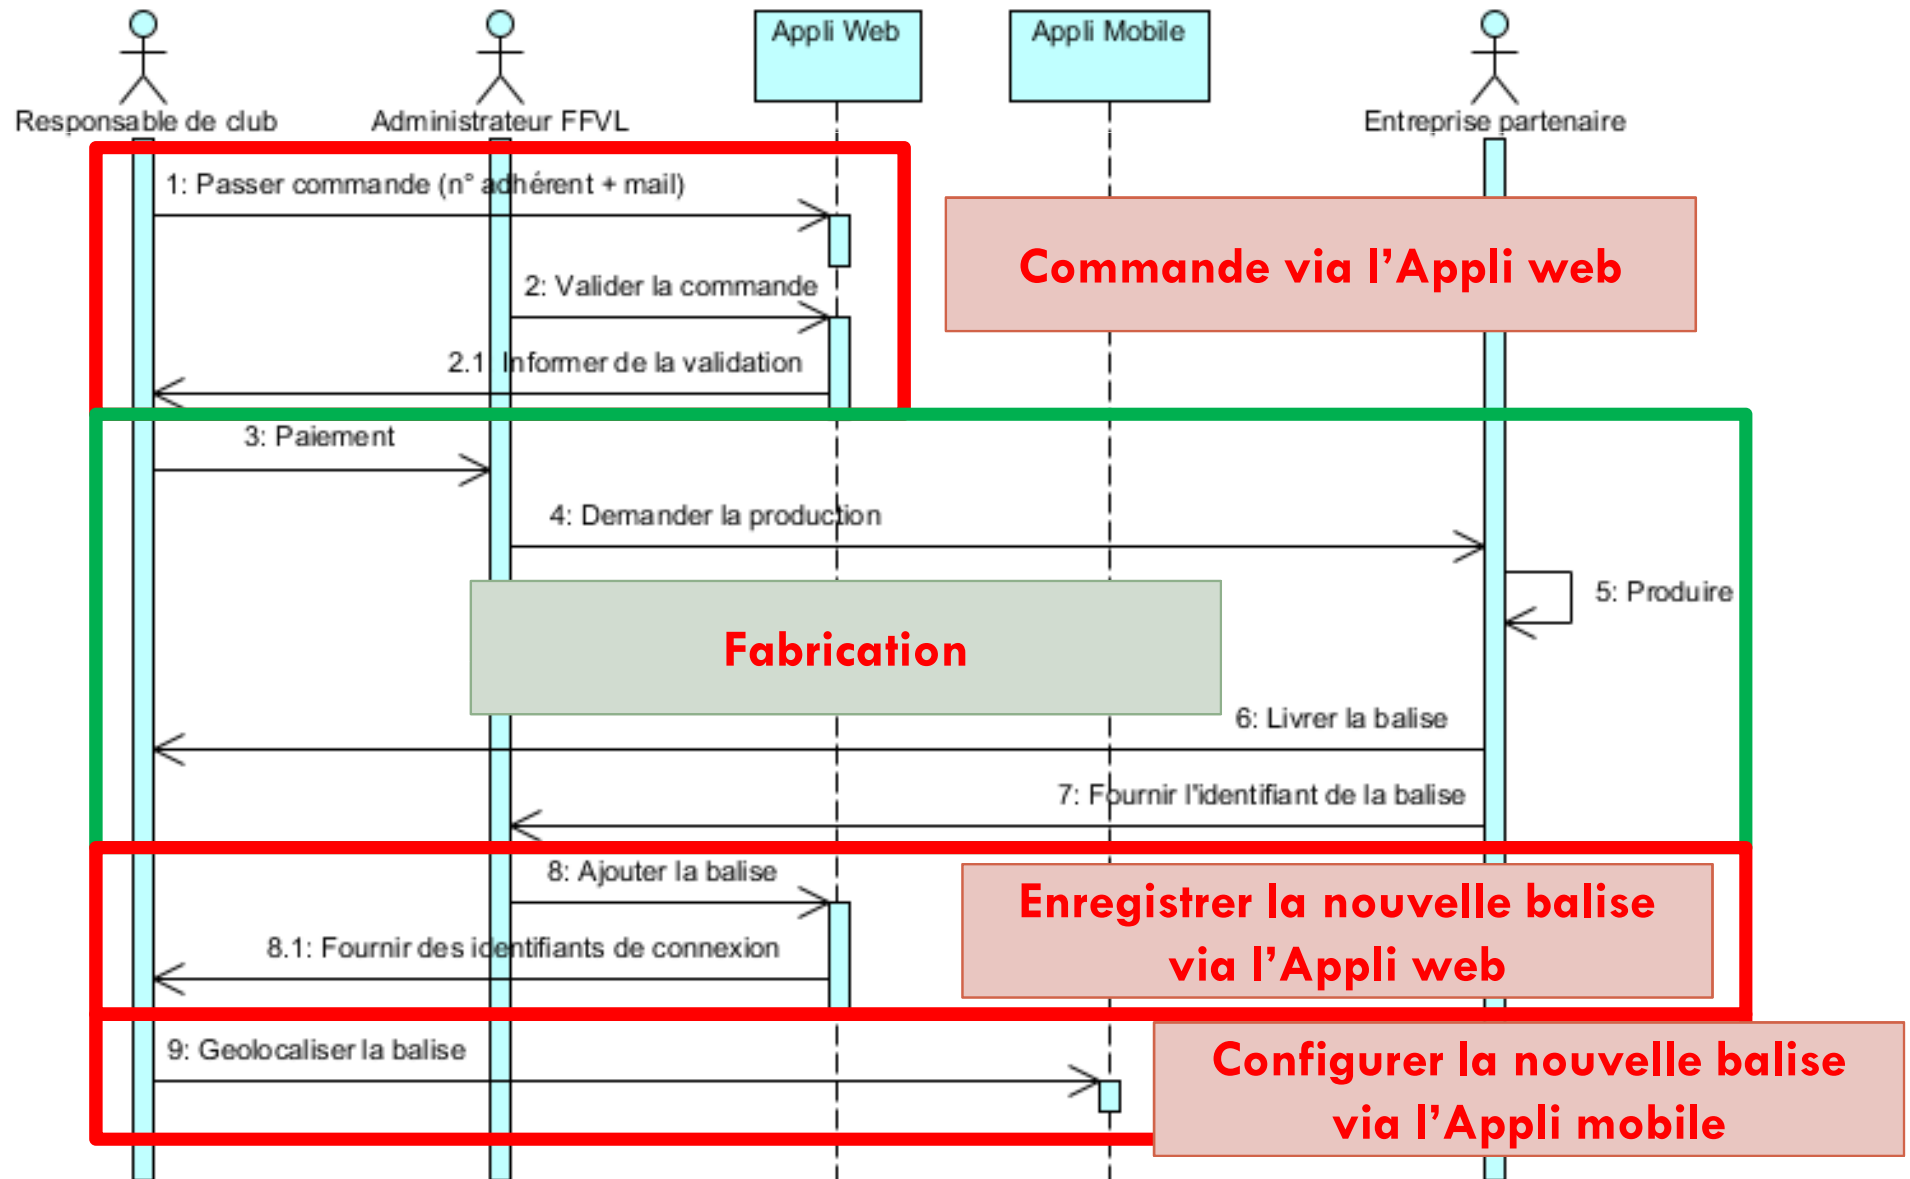 Appli Web
Appli Mobile
Responsable de club
Administrateur FFVL
Entreprise partenaire
1: Passer commande (n° adhérent + mail)
Commande via l'Appli web
2: Valider la commande
2.1: Informer de la validation
3: Paiement
4: Demander la production
5: Produire
Fabrication
6: Livrer la balise
7: Fournir l'identifiant de la balise
8: Ajouter la balise
Enregistrer la nouvelle balise
via l'Appli web
8.1: Fournir des identifiants de connexion
9: Geolocaliser la balise
Configurer la nouvelle balise
via l'Appli mobile